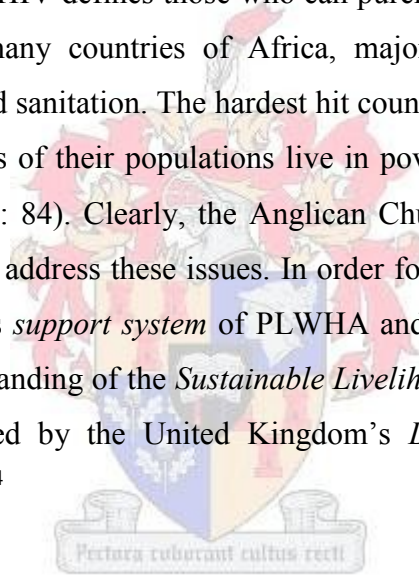 HIV defines those who can purch
many countries of Africa, major
d sanitation. The hardest hit coun
s of their populations live in pov
: 84). Clearly, the Anglican Chu
address these issues. In order fo
s support system of PLWHA and
anding of the Sustainable Livelih
ed by the United Kingdom's
4
Pectora roborant cultus recti